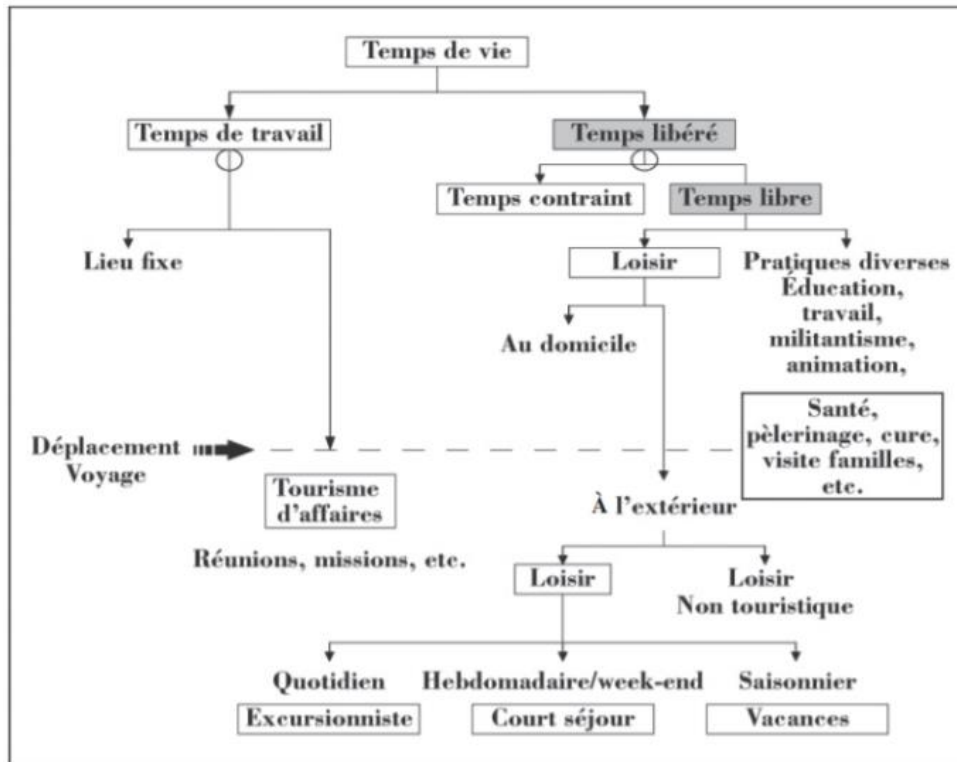 Temps de vie
Temps de travail
Temps libéré
Temps contraint
Temps libre
Lieu fixe
Loisir
Pratiques diverses
Éducation,
travail,
militantisme,
animation,
Au domicile
Santé,
pèlerinage, cure,
visite familles,
etc.
Déplacement
Voyage
Tourisme
d'affaires
À l'extérieur
Réunions, missions, etc.
Loisir
Loisir
Non touristique
Quotidien
Hebdomadaire/week-end
Saisonnier
Excursionniste
Court séjour
Vacances